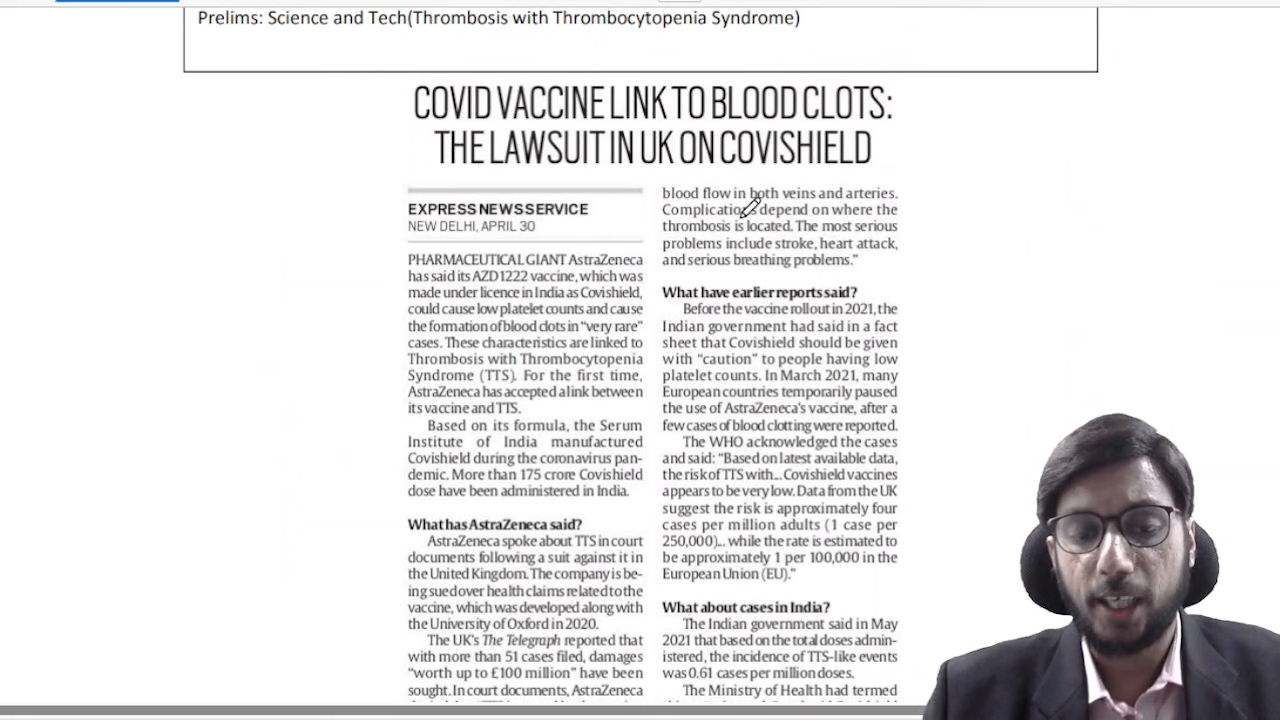 Prelims: Science and Tech(Thrombosis with Thrombocytopenia Syndrome)
COVID VACCINE LINK TO BLOOD CLOTS:
THE LAWSUIT IN UK ON COVISHIELD
EXPRESS NEWS SERVICE
NEW DELHI, APRIL 30
PHARMACEUTICAL GIANT AstraZeneca
has said its AZD1222 vaccine, which was
made under licence in India as Covishield,
could cause low platelet counts and cause
the formation of blood clots in “very rare”
cases. These characteristics are linked to
Thrombosis with Thrombocytopenia
Syndrome (TTS). For the first time,
AstraZeneca has accepted a link between
its vaccine and TTS.
Based on its formula, the Serum
Institute of India manufactured
Covishield during the coronavirus pan-
demic. More than 175 crore Covishield
dose have been administered in India.
What has AstraZeneca said?
AstraZeneca spoke about TTS in court
documents following a suit against it in
the United Kingdom. The company is be-
ing sued over health claims related to the
vaccine, which was developed along with
the University of Oxford in 2020.
The UK's The Telegraph reported that
with more than 51 cases filed, damages
“worth up to £100 million” have been
sought. In court documents, AstraZeneca
blood flow in both veins and arteries.
Complications depend on where the
thrombosis is located. The most serious
problems include stroke, heart attack,
and serious breathing problems.”
What have earlier reports said?
Before the vaccine rollout in 2021, the
Indian government had said in a fact
sheet that Covishield should be given
with “caution” to people having low
platelet counts. In March 2021, many
European countries temporarily paused
the use of AstraZeneca's vaccine, after a
few cases of blood clotting were reported.
The WHO acknowledged the cases
and said: “Based on latest available data,
the risk of TTS with... Covishield vaccines
appears to be very low. Data from the UK
suggest the risk is approximately four
cases per million adults (1 case per
250,000)... while the rate is estimated to
be approximately 1 per 100,000 in the
European Union (EU).”
What about cases in India?
The Indian government said in May
2021 that based on the total doses admin-
istered, the incidence of TTS-like events
was 0.61 cases per million doses.
The Ministry of Health had termed